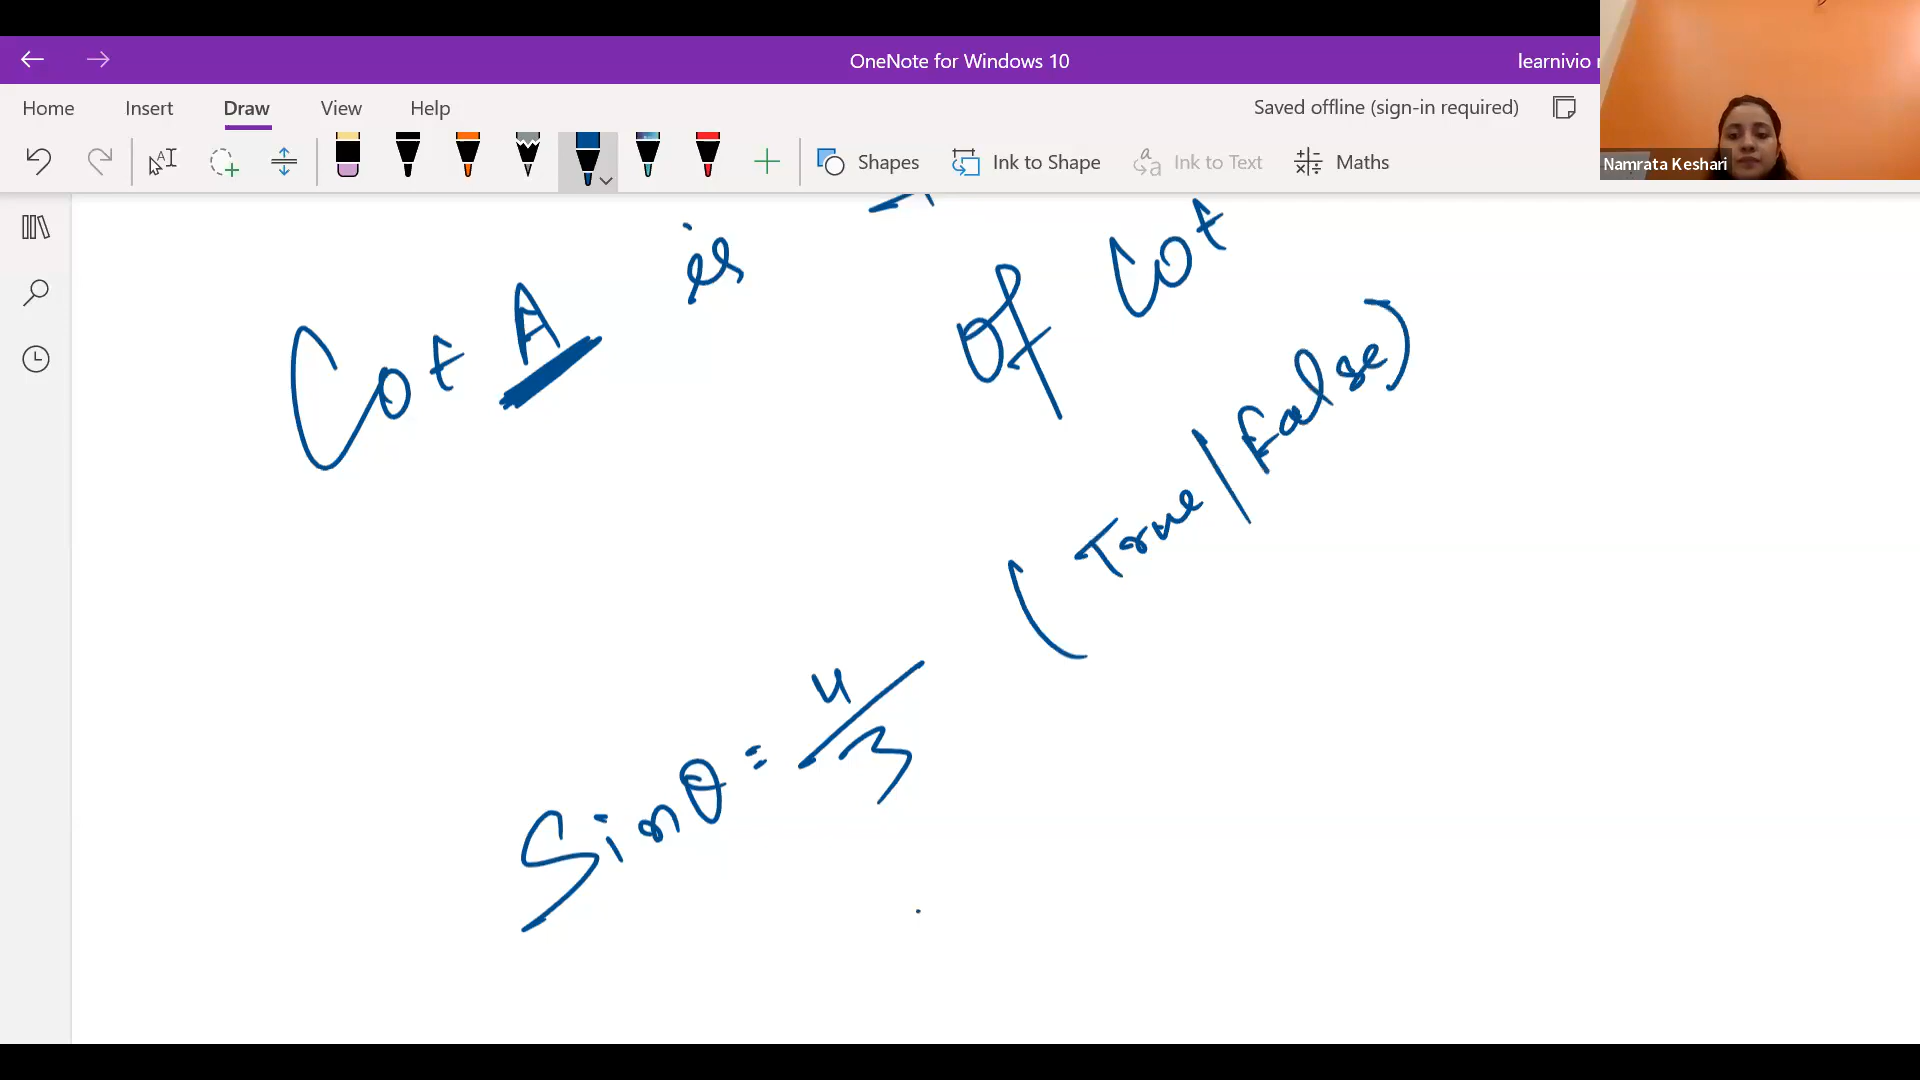 OneNote for Windows 10
learnivio
Home Insert Draw View Help
Saved offline (sign-in required)
Shapes Ink to Shape Ink to Text Maths
Namrata Keshari
Cot A is
of Cot
(True/False)
Sinθ = 4/3